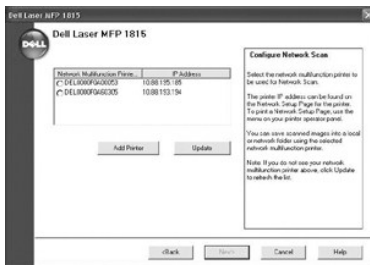 Dell Laser MFP 1815
DELL
Dell Laser MFP 1815
Network Multifunction Printe... IP Address
10.88.195.185
10.88.193.194
Add Printer
Update
Configure Network Scan
Select the network multifunction printer to
be used for Network Scan.
The printer IP address can be found on
the Network Setup Page for the printer.
To print a Network Setup Page, use the
menu on your printer operator panel.
You can save scanned images into a local
or network folder using the selected
network multifunction printer.
Note: If you do not see your network
multifunction printer above, click Update
to refresh the list.
<Back
Next>
Cancel
Help